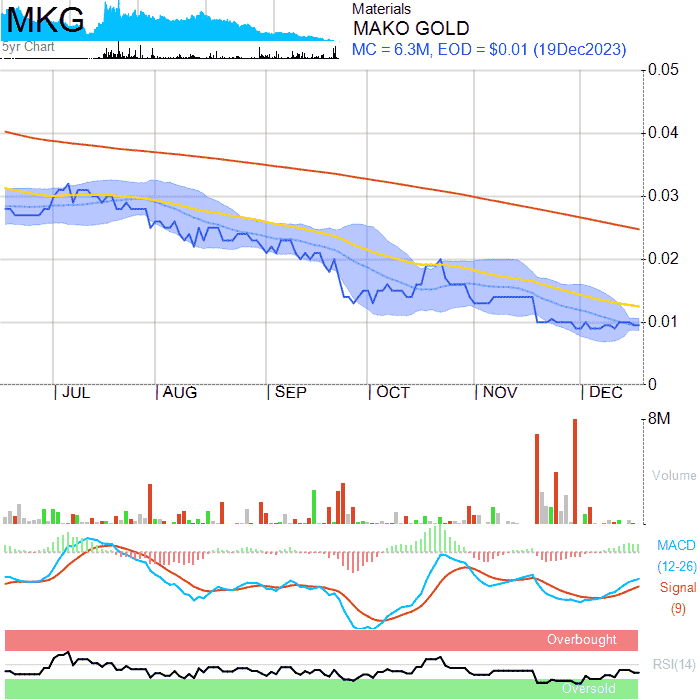 MKG
5yr Chart
Materials
MAKO GOLD
MC = 6.3M, EOD = $0.01 (19Dec2023)
0.05
0.04
0.03
0.02
0.01
0
JUL AUG SEP OCT NOV DEC
8M
Volume
MACD
(12-26)
Signal
(9)
Overbought
RSI(14)
Oversold